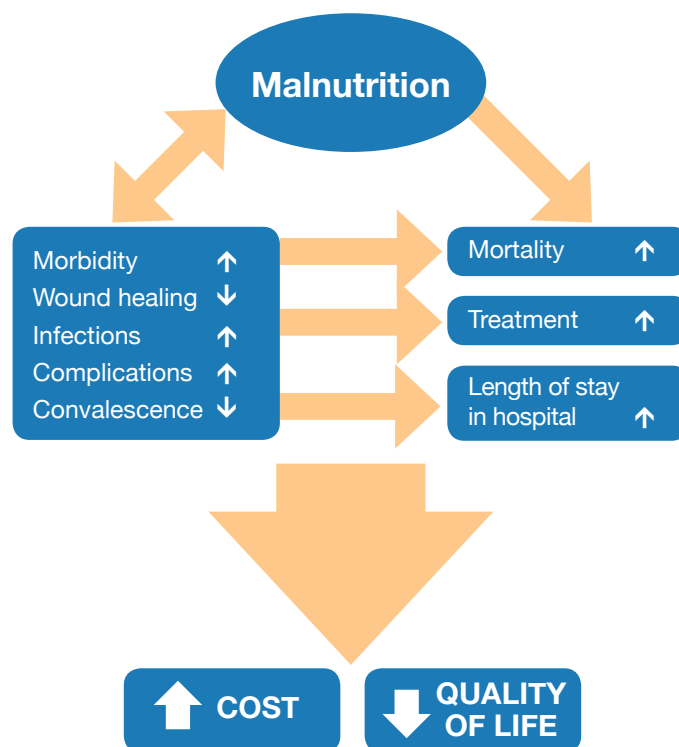 Malnutrition
Morbidity ↑
Wound healing ↓
Infections ↑
Complications ↑
Convalescence ↓
Mortality ↑
Treatment ↑
Length of stay
in hospital ↑
COST
QUALITY
OF LIFE